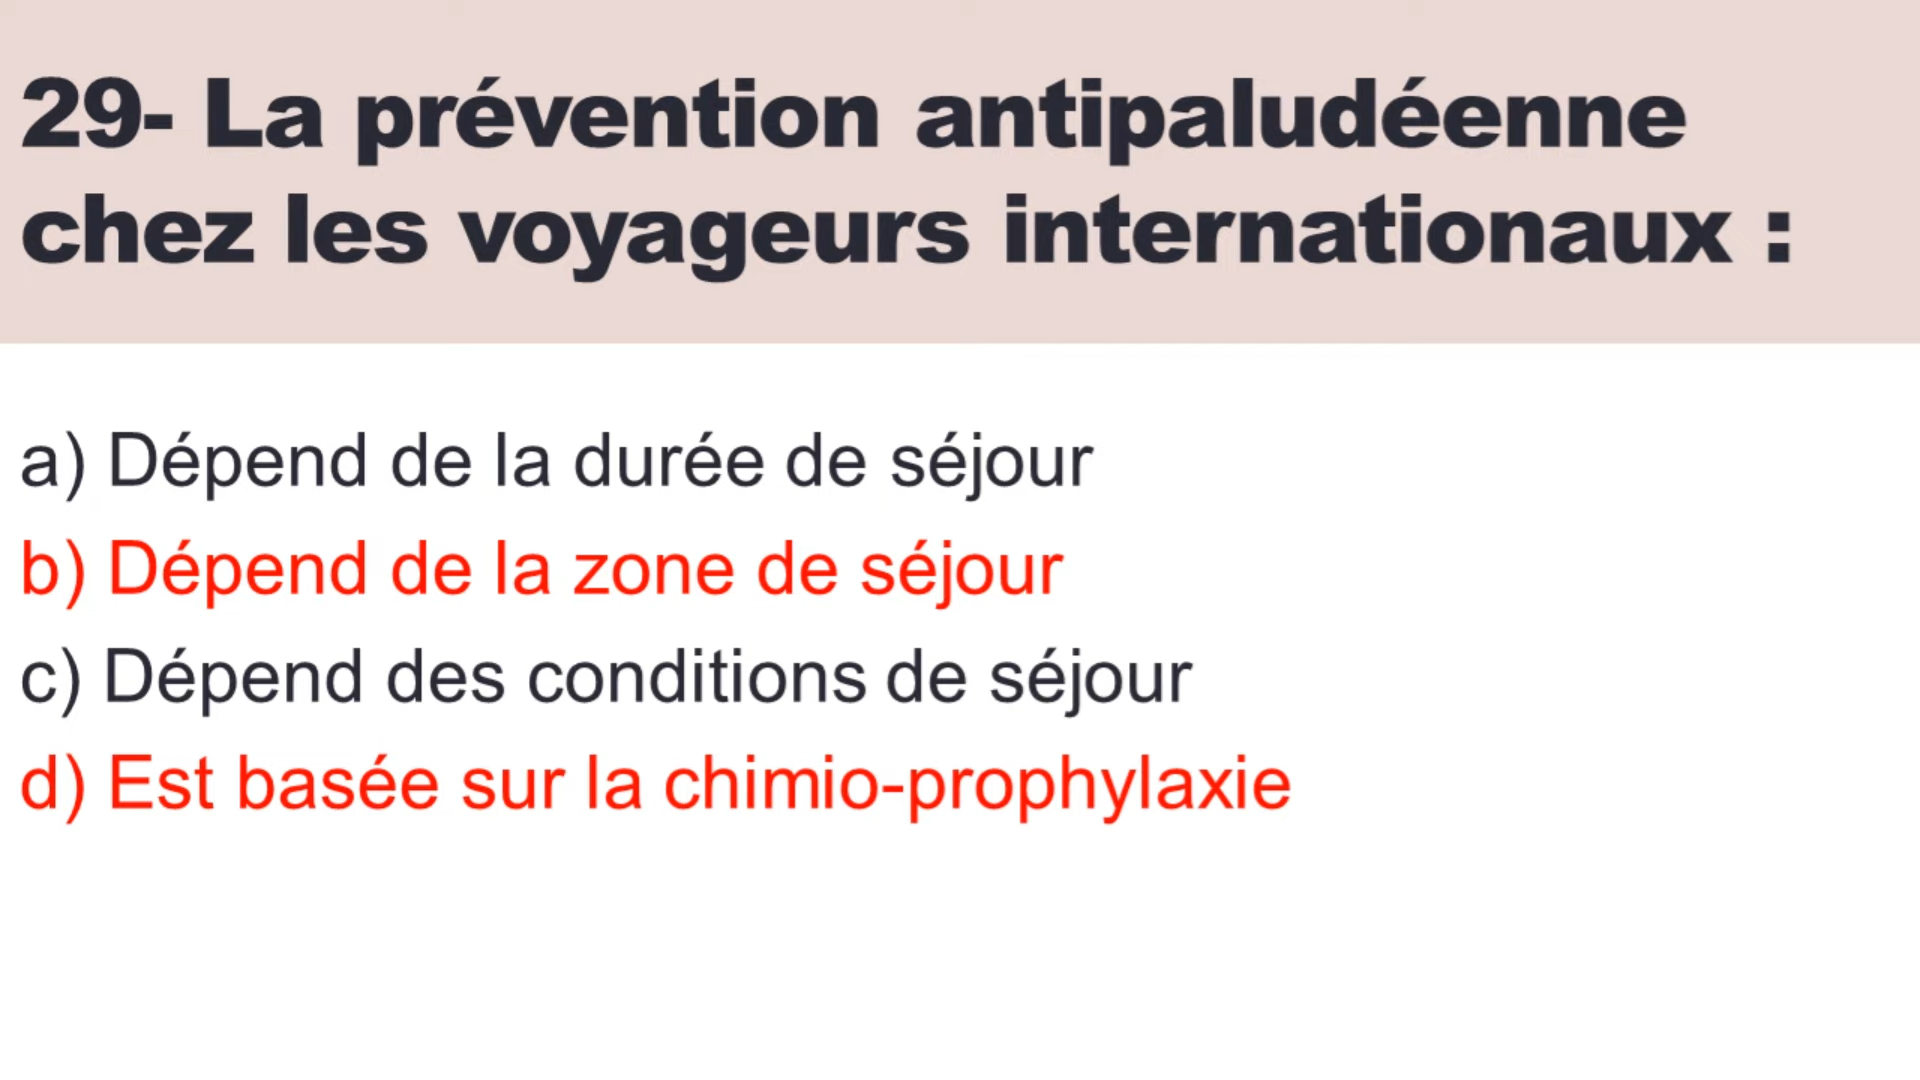 29- La prévention antipaludéenne
chez les voyageurs internationaux :
a) Dépend de la durée de séjour
b) Dépend de la zone de séjour
c) Dépend des conditions de séjour
d) Est basée sur la chimio-prophylaxie